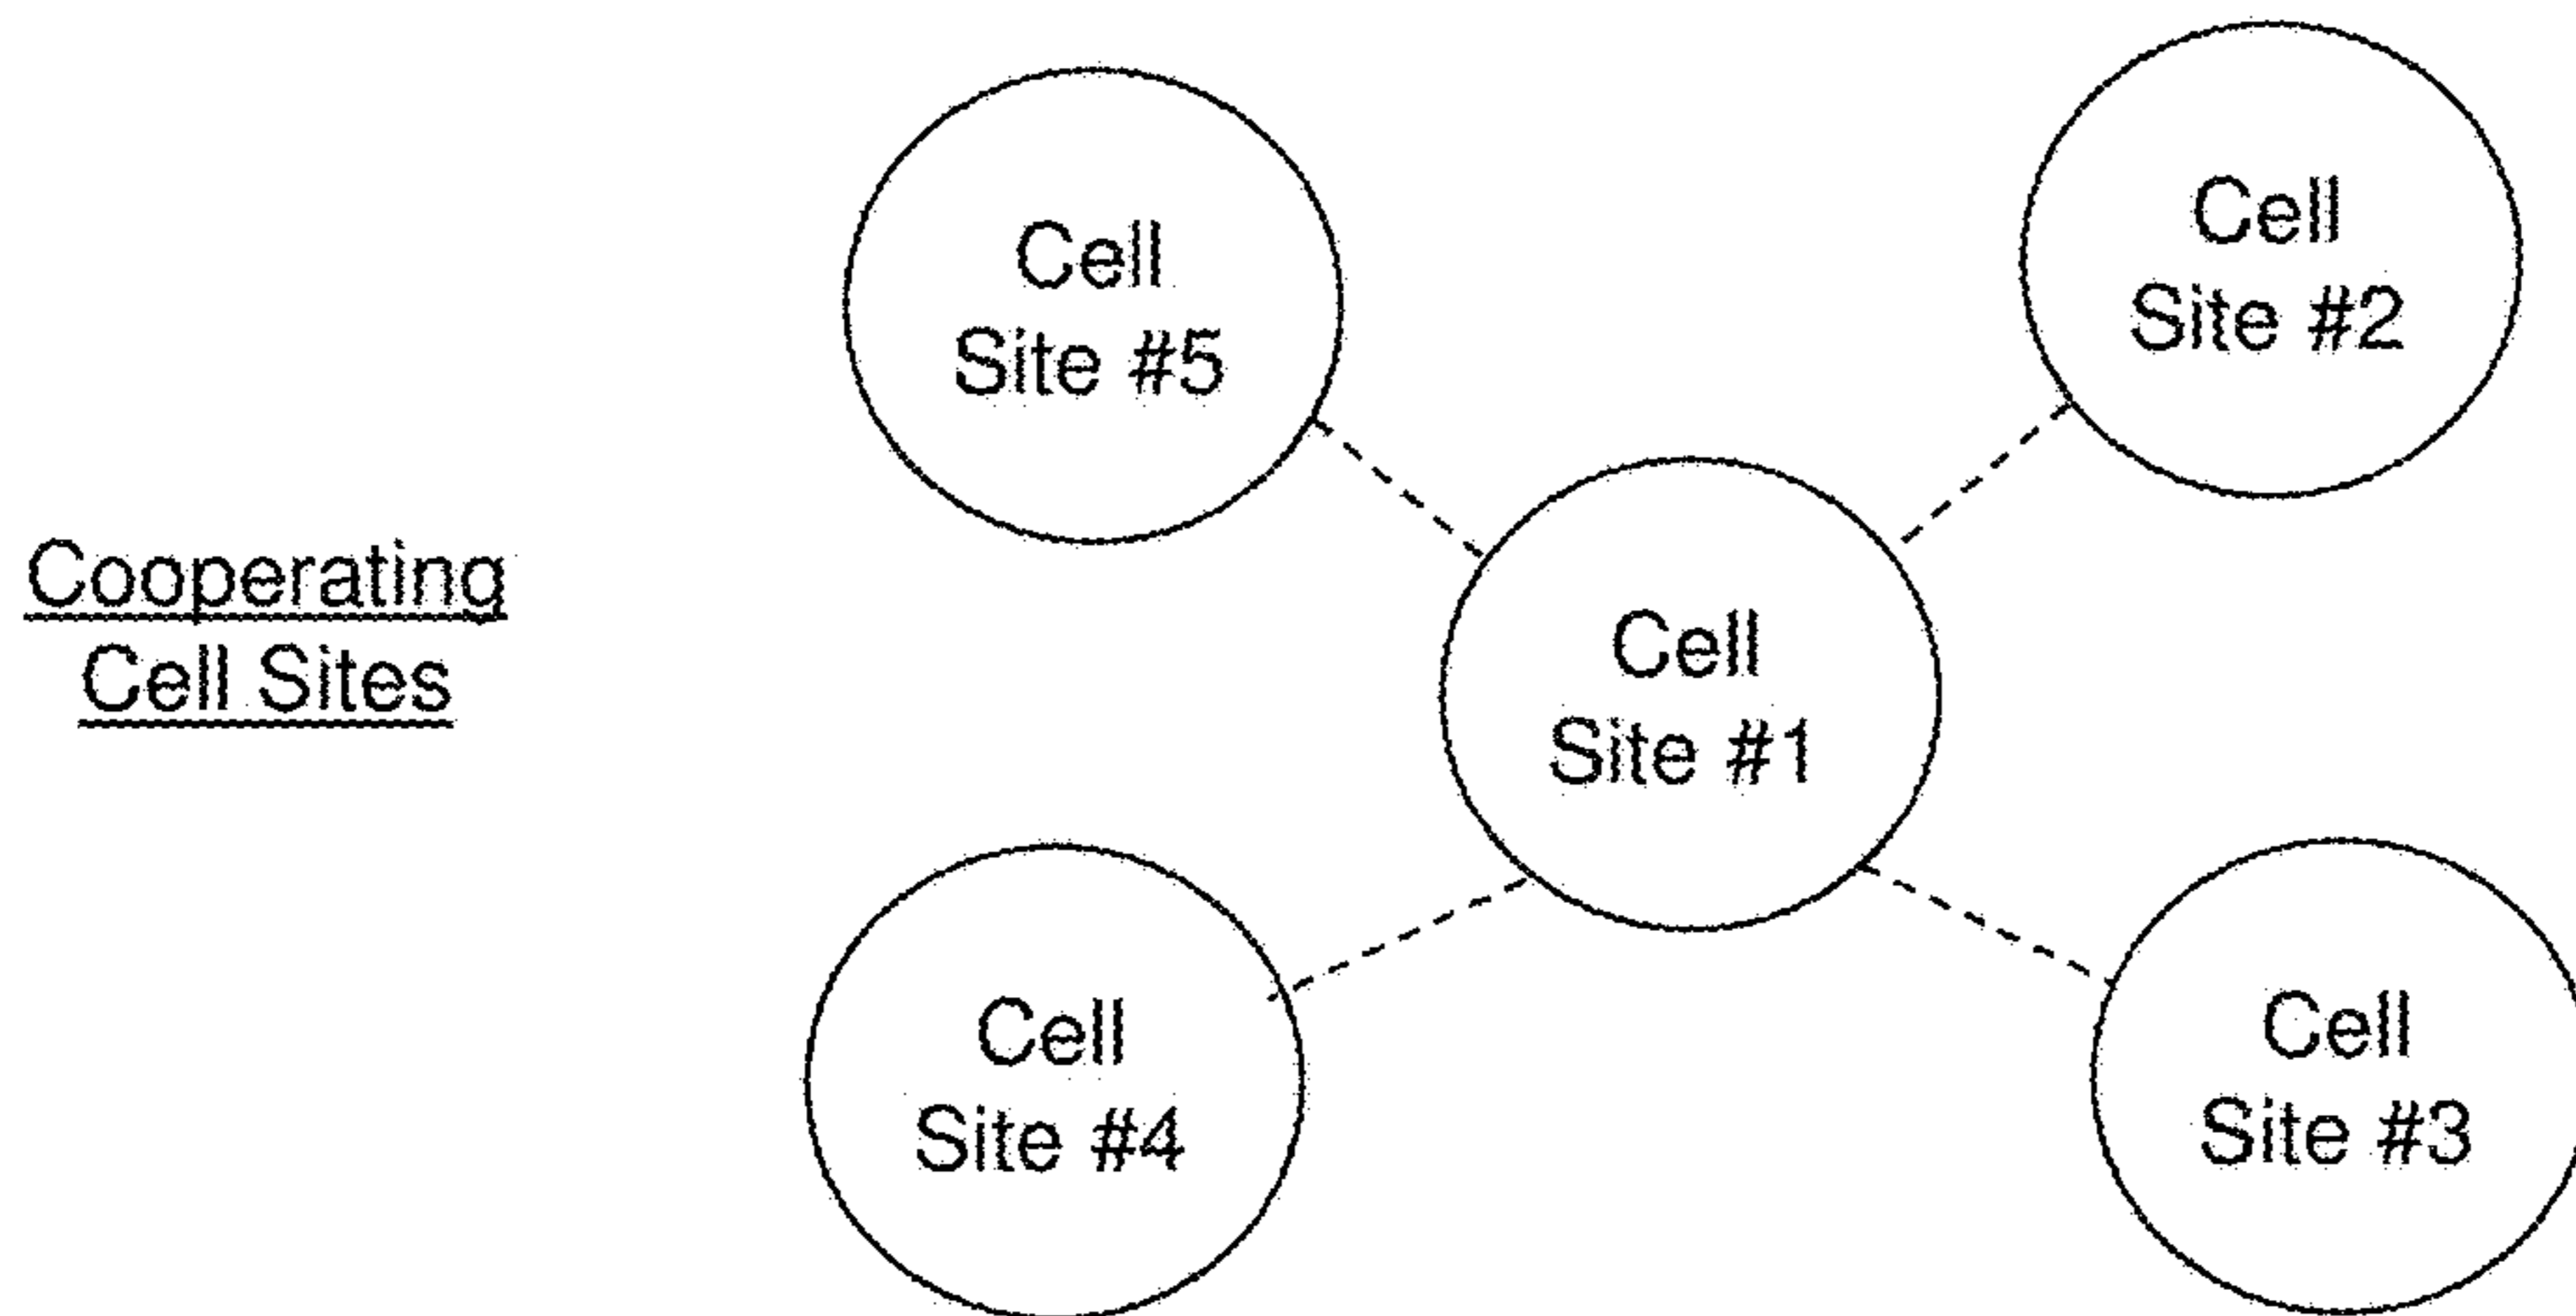 Cooperating
Cell Sites
Cell
Site #5
Cell
Site #2
Cell
Site #1
Cell
Site #4
Cell
Site #3